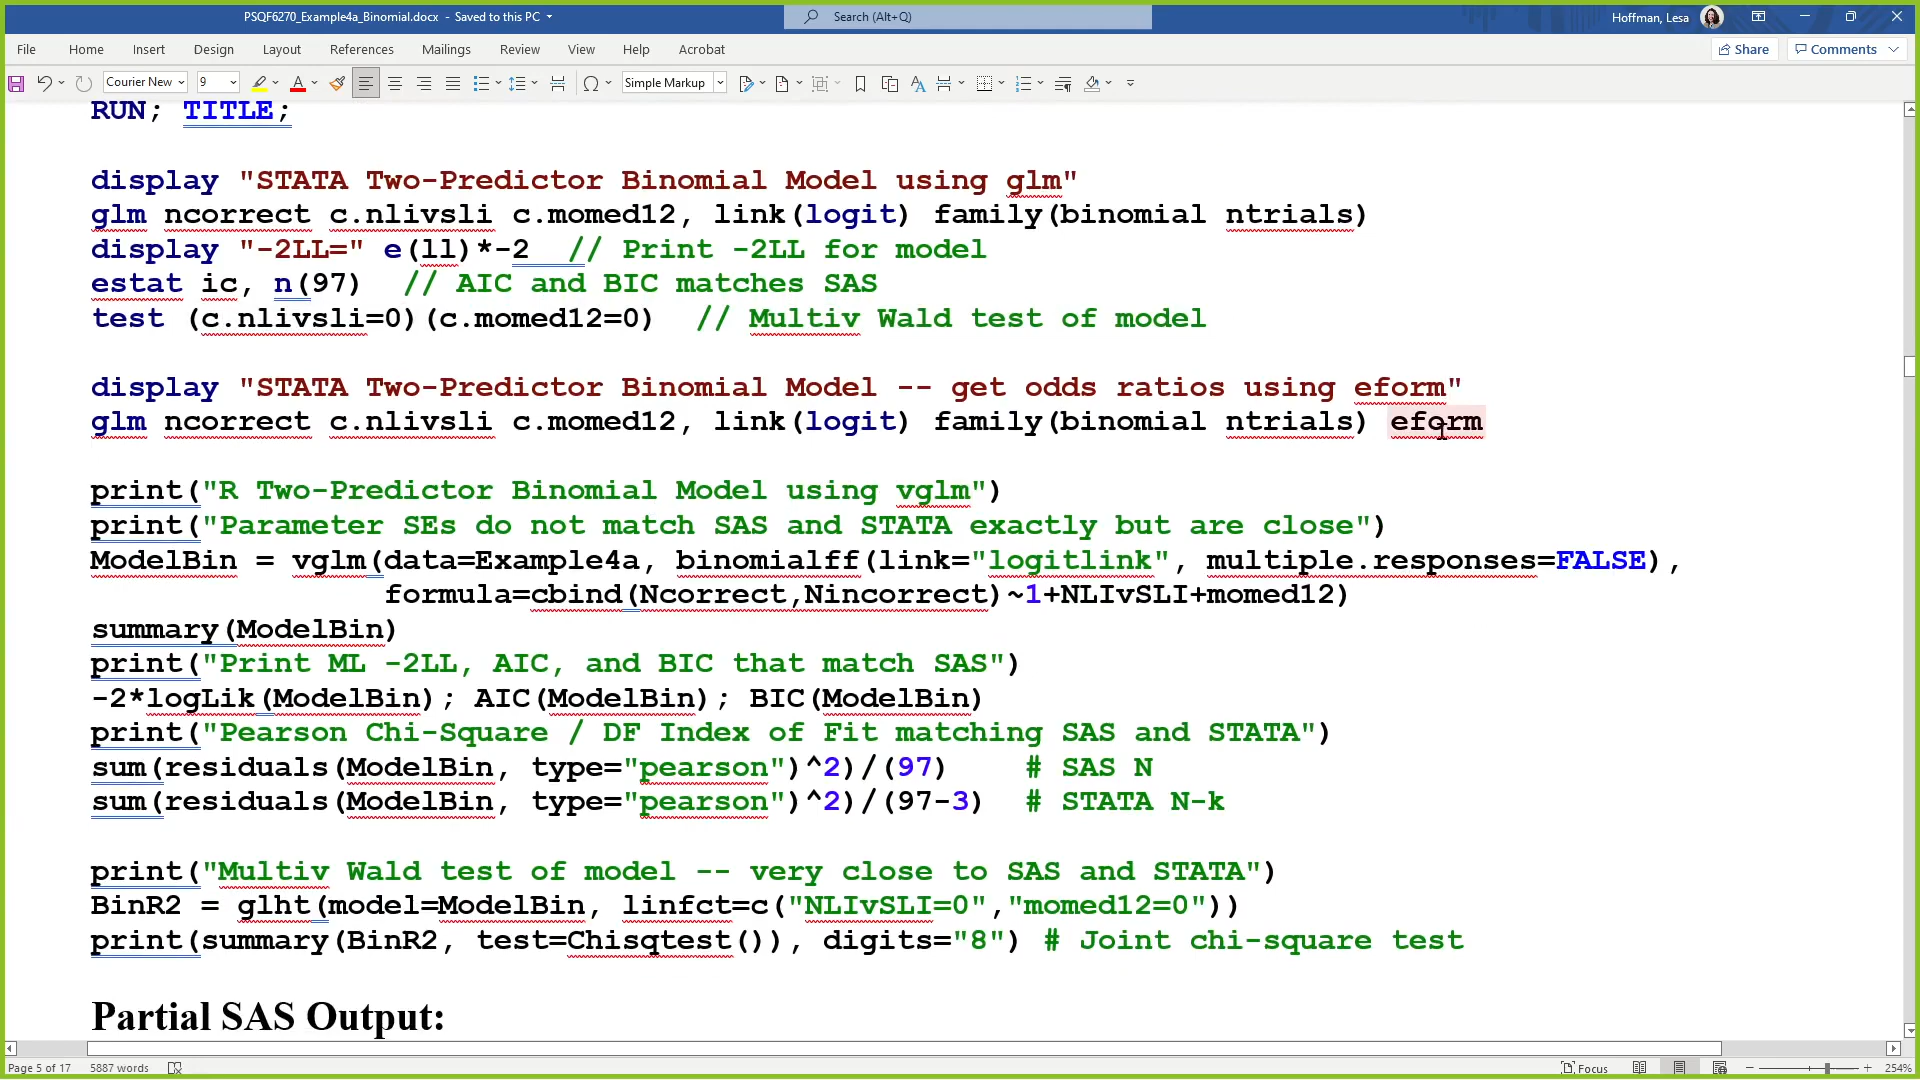 PSQF6270_Example4a_Binomial.docx - Saved to this PC
Search (Alt+Q)
Hoffman, Lesa
File Home Insert Design Layout References Mailings Review View Help Acrobat
Share Comments
Courier New 9 Simple Markup
RUN; TITLE;
display "STATA Two-Predictor Binomial Model using glm"
glm ncorrect c.nlivsli c.momed12, link(logit) family(binomial ntrials)
display "-2LL=" e(ll)*-2 // Print -2LL for model
estat ic, n(97) // AIC and BIC matches SAS
test (c.nlivsli=0)(c.momed12=0) // Multiv Wald test of model
display "STATA Two-Predictor Binomial Model -- get odds ratios using eform"
glm ncorrect c.nlivsli c.momed12, link(logit) family(binomial ntrials) eform
print("R Two-Predictor Binomial Model using vglm")
print("Parameter SEs do not match SAS and STATA exactly but are close")
ModelBin = vglm(data=Example4a, binomialff(link="logitlink", multiple.responses=FALSE),
formula=cbind(Ncorrect,Nincorrect)~1+NLIvSLI+momed12)
summary(ModelBin)
print("Print ML -2LL, AIC, and BIC that match SAS")
-2*logLik(ModelBin); AIC(ModelBin); BIC(ModelBin)
print("Pearson Chi-Square / DF Index of Fit matching SAS and STATA")
sum(residuals(ModelBin, type="pearson")^2)/(97) # SAS N
sum(residuals(ModelBin, type="pearson")^2)/(97-3) # STATA N-k
print("Multiv Wald test of model -- very close to SAS and STATA")
BinR2 = glht(model=ModelBin, linfct=c("NLIvSLI=0","momed12=0"))
print(summary(BinR2, test=Chisqtest()), digits="8") # Joint chi-square test
Partial SAS Output:
Page 5 of 17 5887 words Focus 254%